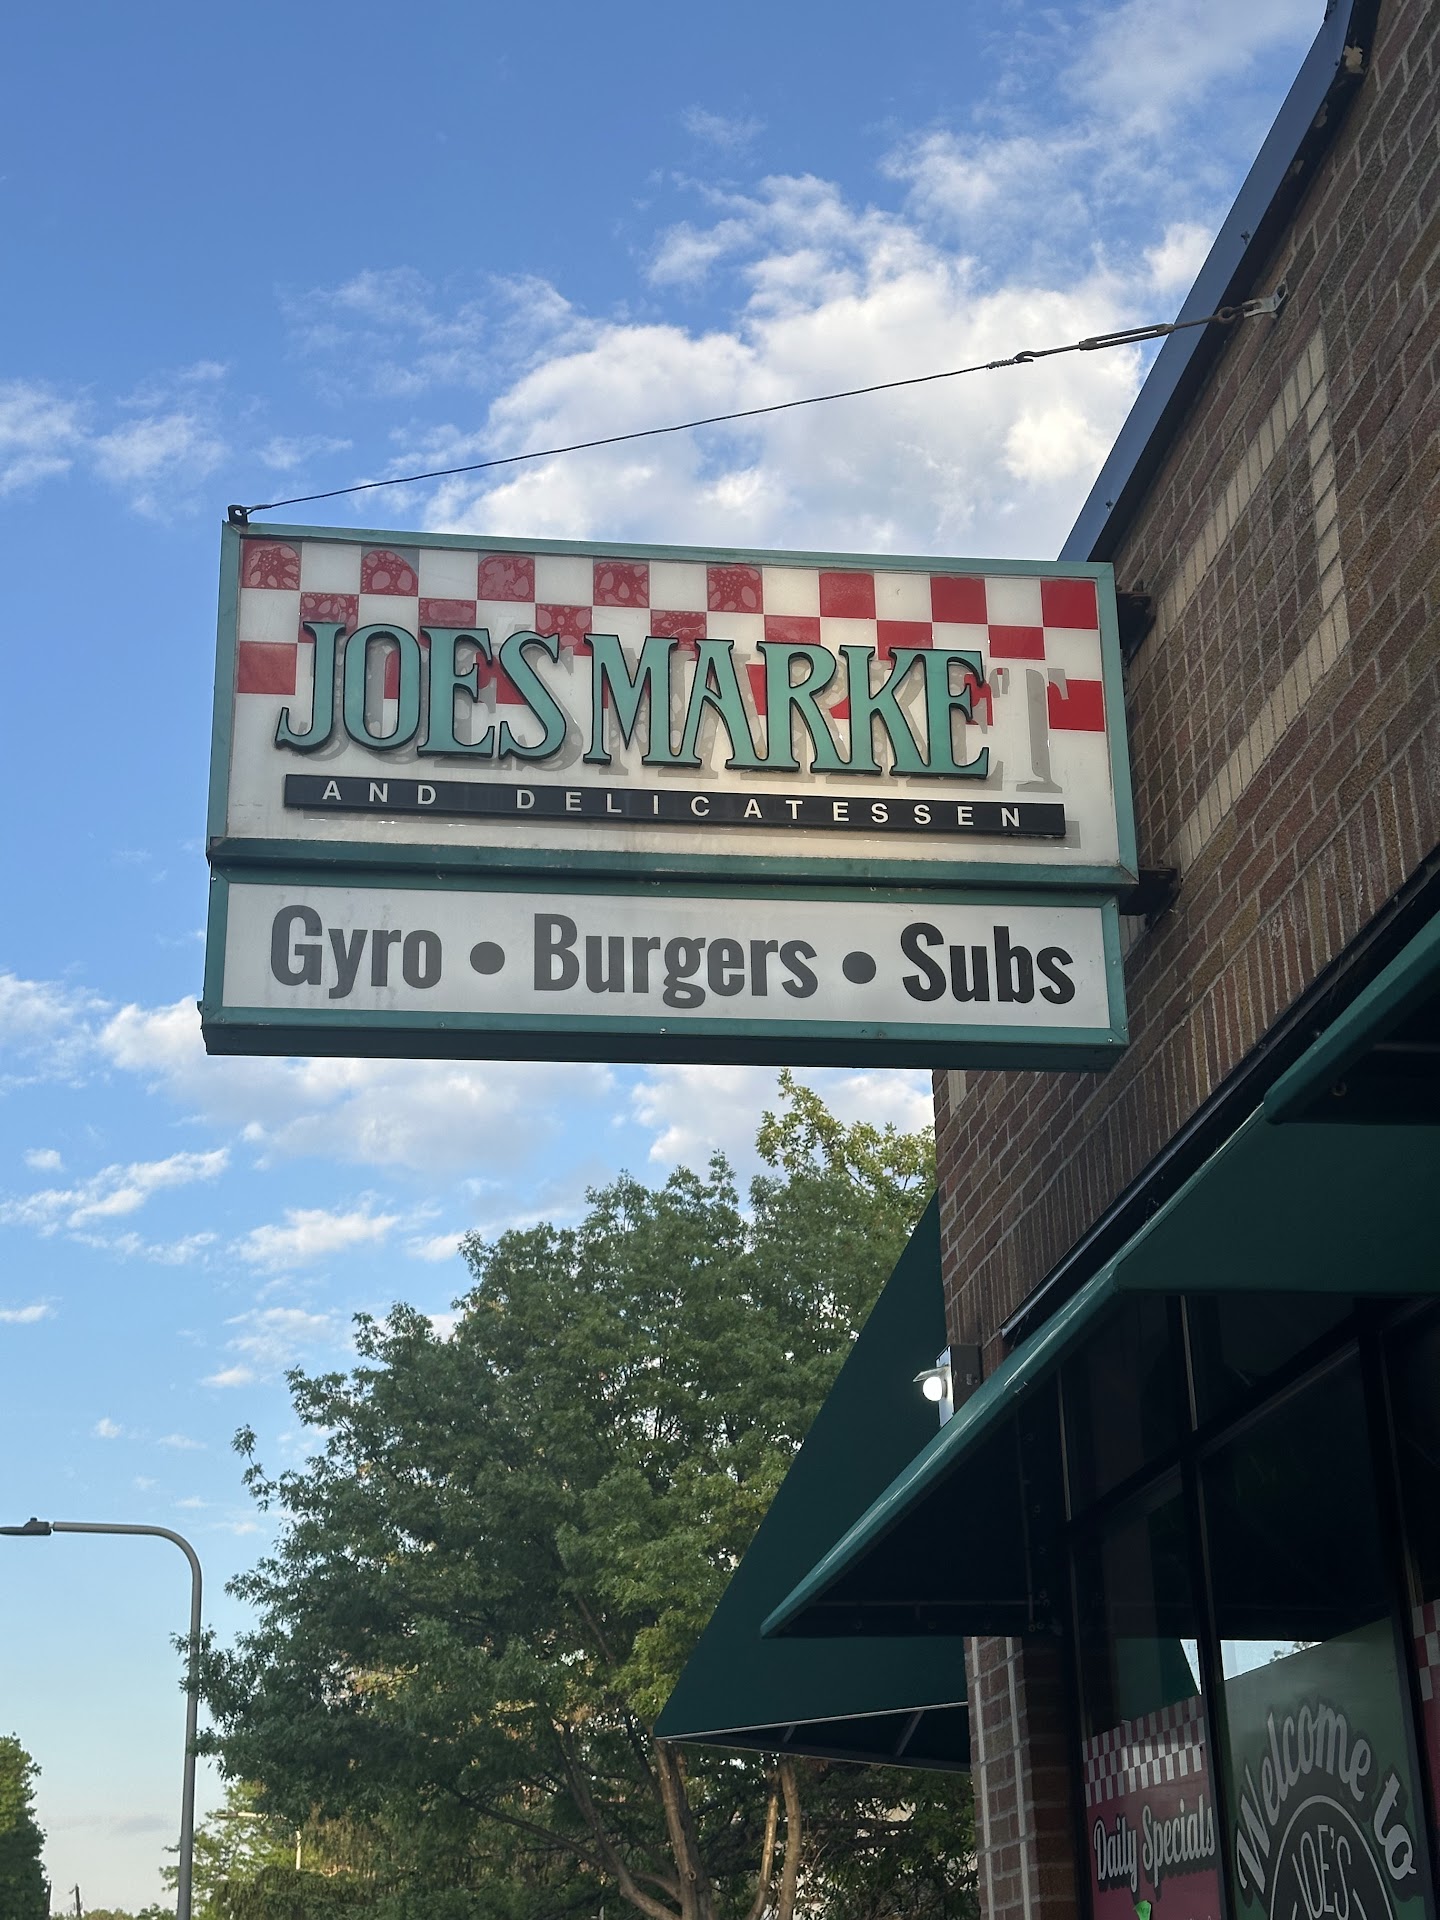 JOES MARKE
AND DELICATESSEN
Gyro • Burgers • Subs
Daily Specials
Welcome to
JOE'S